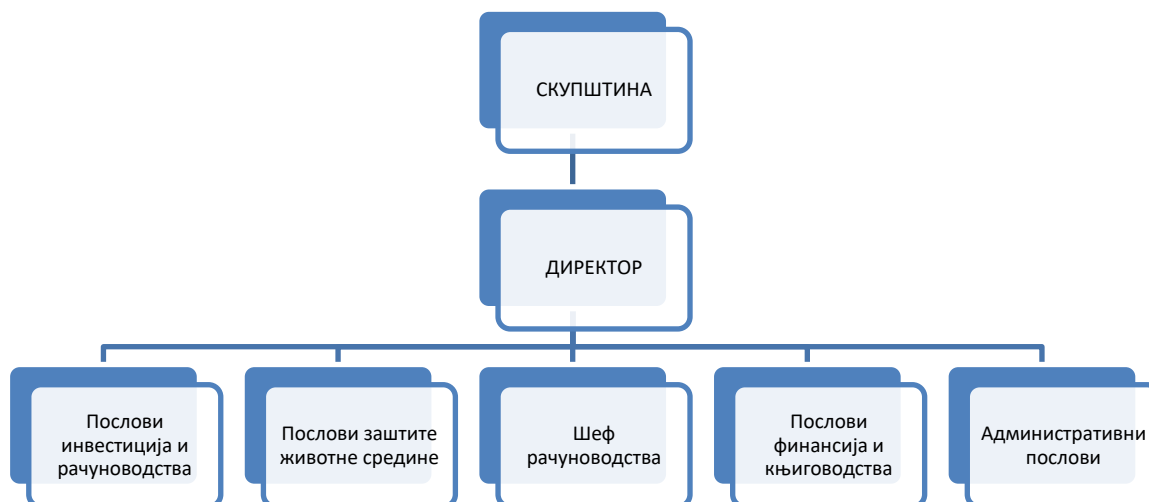 СКУПШТИНА
ДИРЕКТОР
Послови
инвестиција и
рачуноводства
Послови заштите
животне средине
Шеф
рачуноводства
Послови
финансија и
књиговодства
Административни
послови